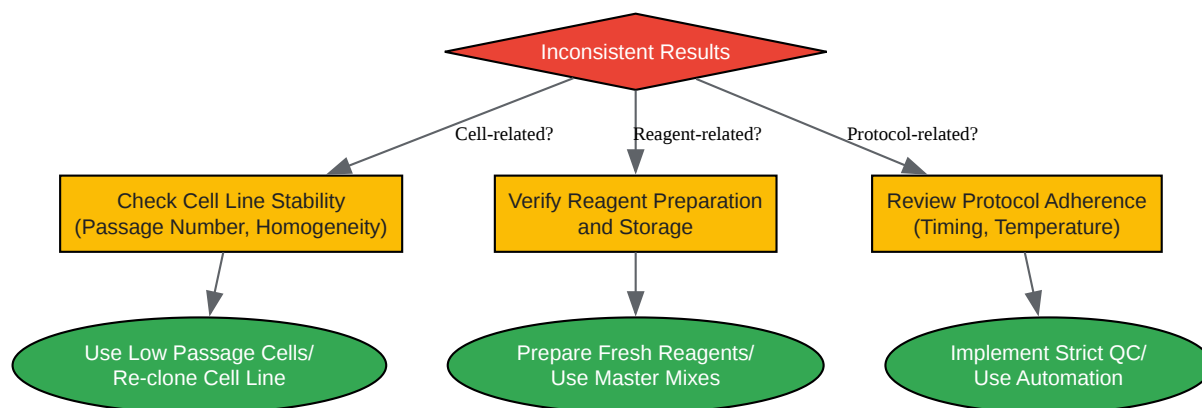 Inconsistent Results
Cell-related?
Reagent-related?
Protocol-related?
Check Cell Line Stability
(Passage Number, Homogeneity)
Verify Reagent Preparation
and Storage
Review Protocol Adherence
(Timing, Temperature)
Use Low Passage Cells/
Re-clone Cell Line
Prepare Fresh Reagents/
Use Master Mixes
Implement Strict QC/
Use Automation